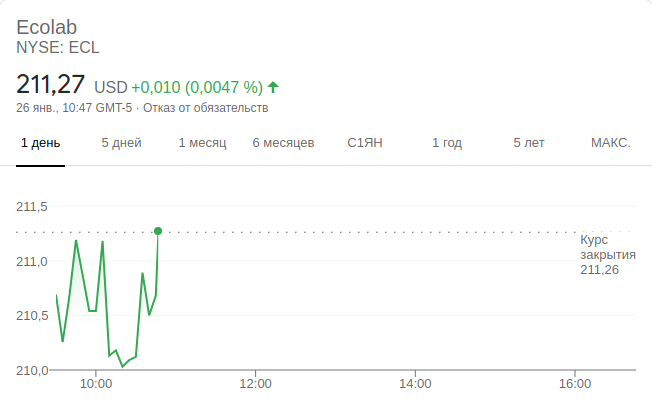 Ecolab
NYSE: ECL
211,27 USD +0,010 (0,0047 %)
26 янв., 10:47 GMT-5 · Отказ от обязательств
1 день 5 дней 1 месяц 6 месяцев С1ЯН 1 год 5 лет МАКС.
211,5
211,0
210,5
210,0
Курс
закрытия
211,26
10:00 12:00 14:00 16:00